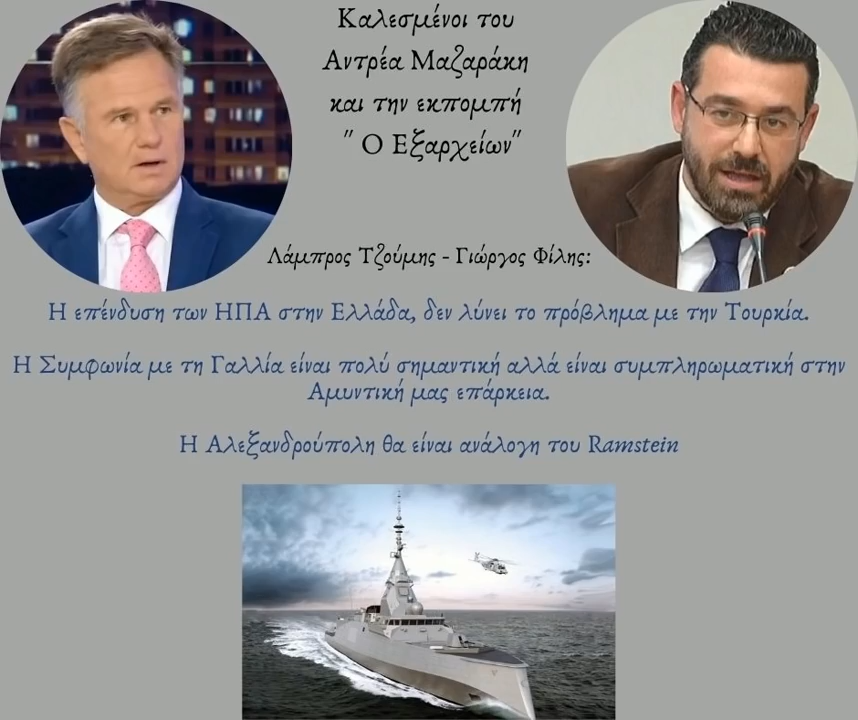 Καλεσμένοι του
Αντρέα Μαζαράκη
και την εκπομπή
" Ο Εξαρχείων"
Λάμπρος Τζούμης - Γιώργος Φίλης:
Η επένδυση των ΗΠΑ στην Ελλάδα, δεν λύνει το πρόβλημα με την Τουρκία.
Η Συμφωνία με τη Γαλλία είναι πολύ σημαντική αλλά είναι συμπληρωματική στην
Αμυντική μας επάρκεια.
Η Αλεξανδρούπολη θα είναι ανάλογη του Ramstein